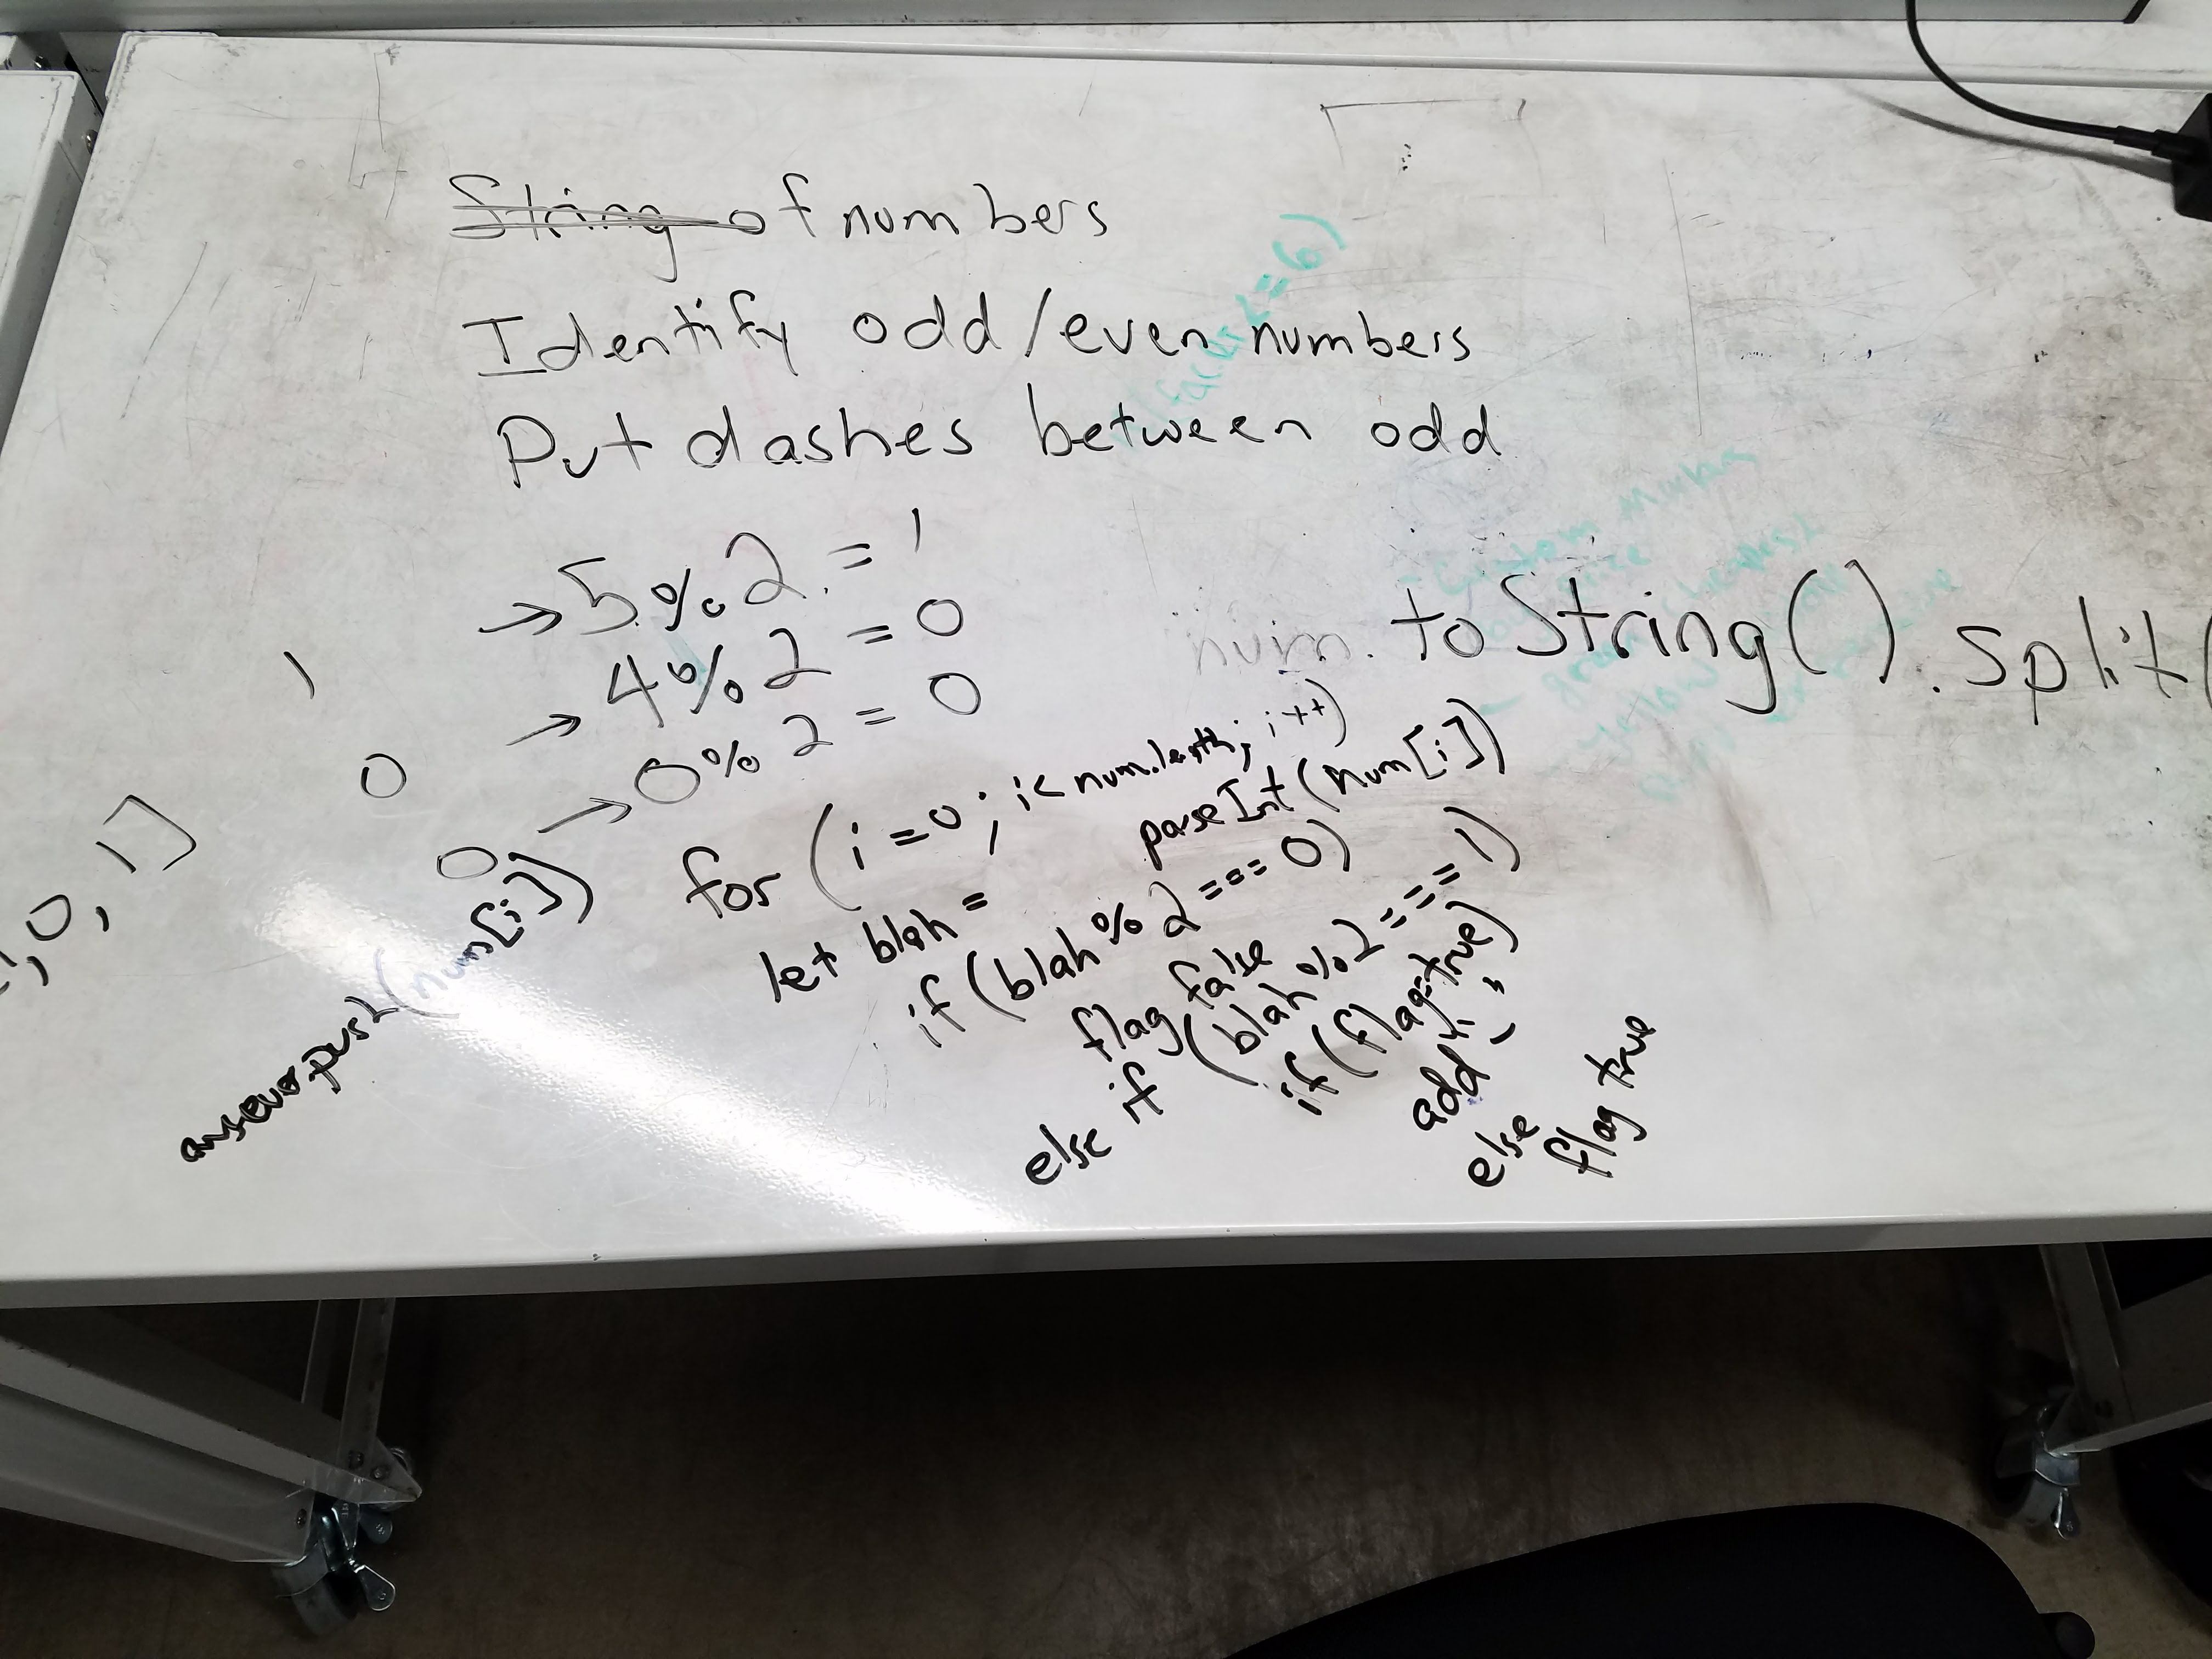 String of numbers
Identify odd/even numbers
Put dashes between odd
→ 5 % 2 = 1
→ 4 % 2 = 0
→ 0 % 2 = 0
1
0
0
0, 1]
num. toString().split(
for (i = 0; i < num.length; i++)
let blah = parseInt(num[i])
if (blah % 2 === 0)
flag false
else if (blah % 2 === 1)
if (flag=true)
add '-'
else
flag true
answer.push(num[i])
= 6)